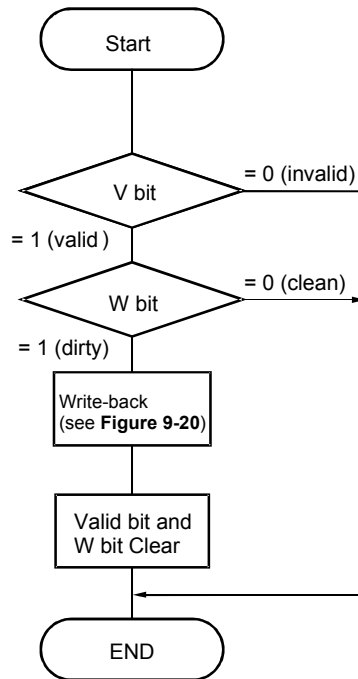 Start
= 0 (invalid)
V bit
= 1 (valid)
= 0 (clean)
W bit
= 1 (dirty)
Write-back
(see Figure 9-20)
Valid bit and
W bit Clear
END